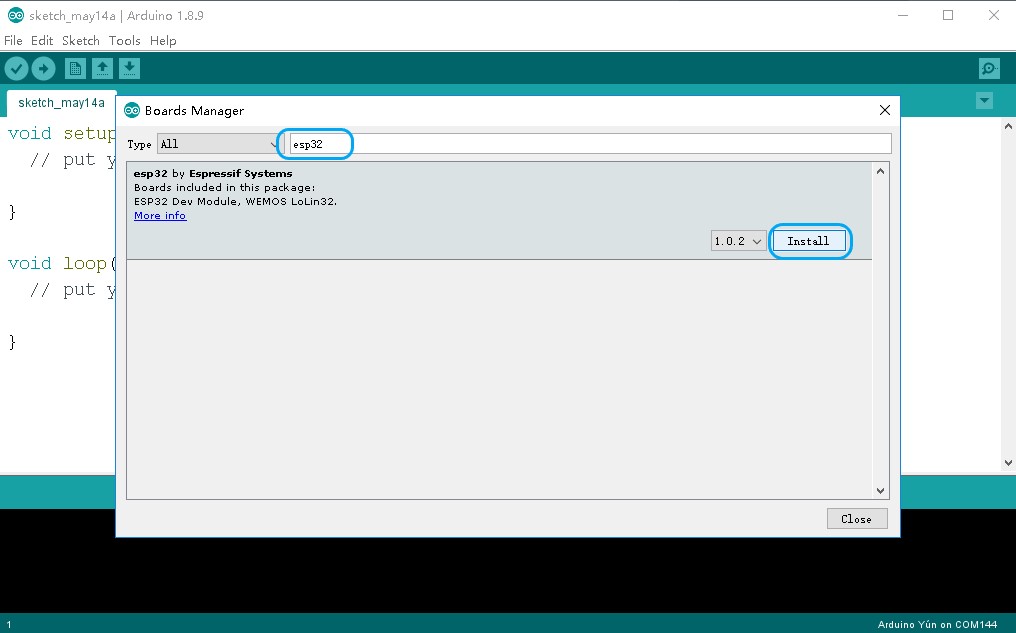 sketch_may14a | Arduino 1.8.9
File Edit Sketch Tools Help
sketch_may14a
Boards Manager
void setup
// put y
}
void loop(
// put y
}
Type All esp32
esp32 by Espressif Systems
Boards included in this package:
ESP32 Dev Module, WEMOS LoLin32.
More info
1.0.2 Install
Close
1 Arduino Yún on COM144